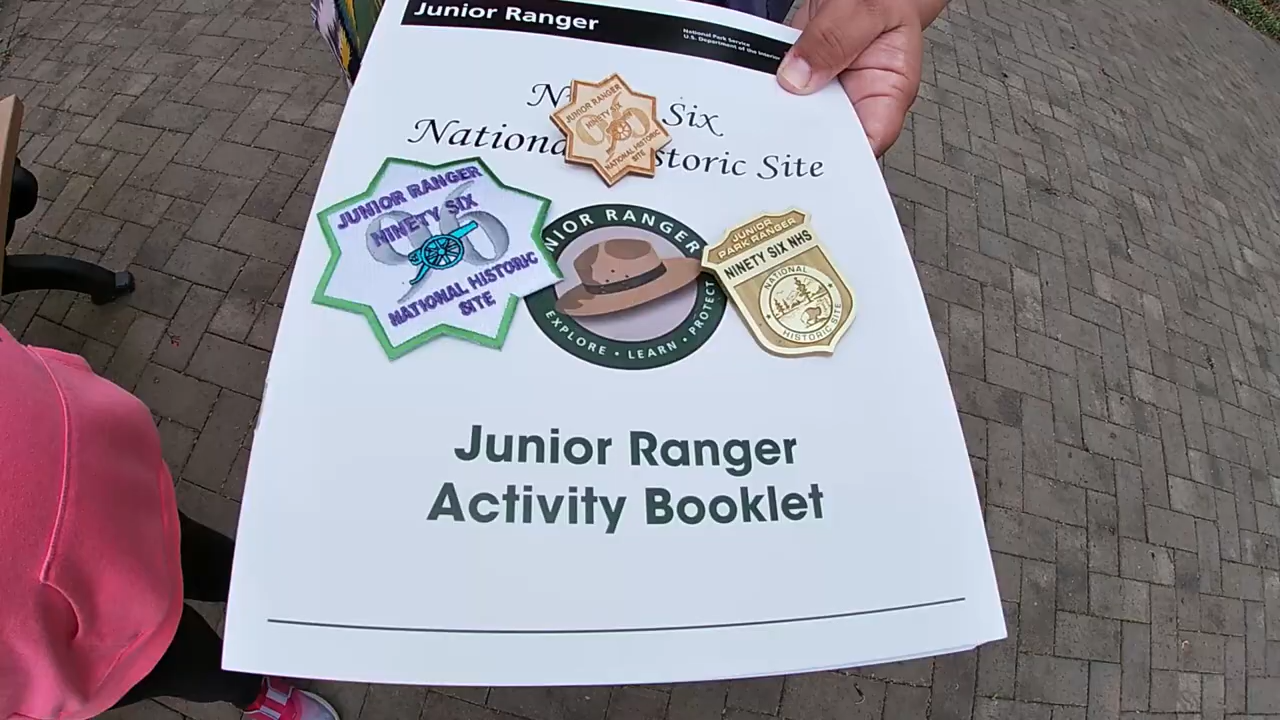 Junior Ranger
National Park Service
U.S. Department of the Interior
N Six
Nationa storic Site
JUNIOR RANGER
NINETY SIX
96
NATIONAL HISTORIC
SITE
JUNIOR RANGER
NINETY SIX
96
NATIONAL HISTORIC
SITE
NIOR RANGER
EXPLORE • LEARN • PROTECT
JUNIOR
PARK RANGER
NINETY SIX NHS
NATIONAL
HISTORIC SITE
Junior Ranger
Activity Booklet